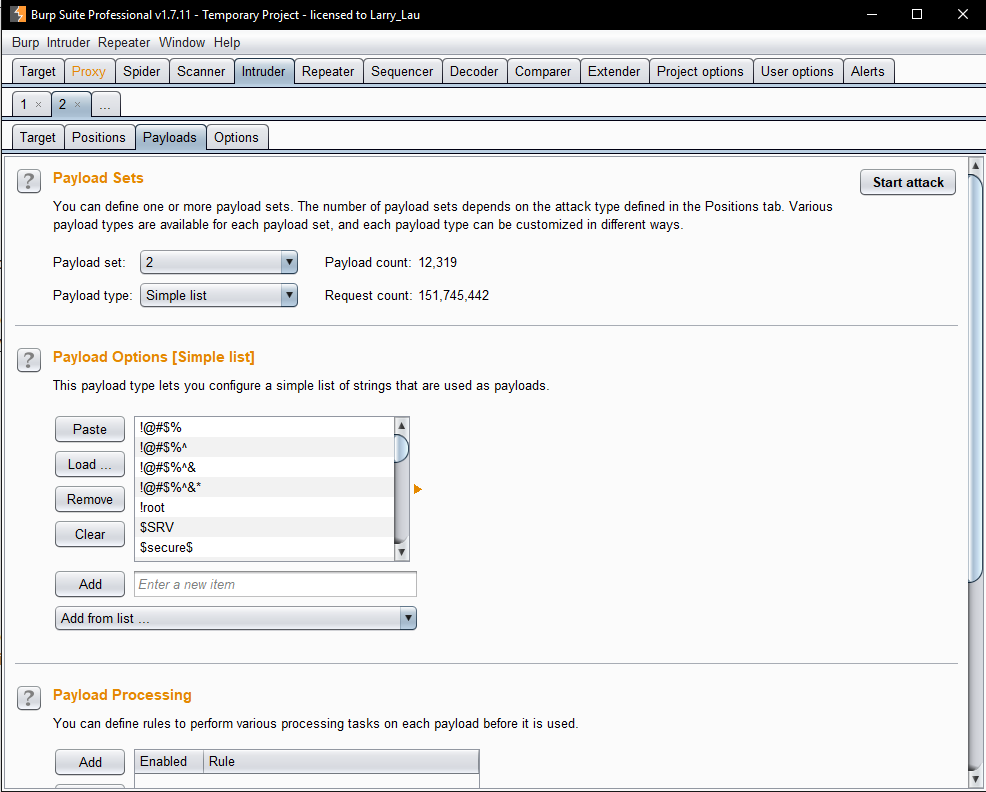 Burp Suite Professional v1.7.11 - Temporary Project - licensed to Larry_Lau
Burp Intruder Repeater Window Help
Target Proxy Spider Scanner Intruder Repeater Sequencer Decoder Comparer Extender Project options User options Alerts
1 × 2 × ...
Target Positions Payloads Options
? Payload Sets
Start attack
You can define one or more payload sets. The number of payload sets depends on the attack type defined in the Positions tab. Various
payload types are available for each payload set, and each payload type can be customized in different ways.
Payload set: 2 Payload count: 12,319
Payload type: Simple list Request count: 151,745,442
? Payload Options [Simple list]
This payload type lets you configure a simple list of strings that are used as payloads.
Paste
Load ...
Remove
Clear
!@#$%
!@#$%^
!@#$%^&
!@#$%^&*
!root
$SRV
$secure$
Add Enter a new item
Add from list ...
? Payload Processing
You can define rules to perform various processing tasks on each payload before it is used.
Add Enabled Rule